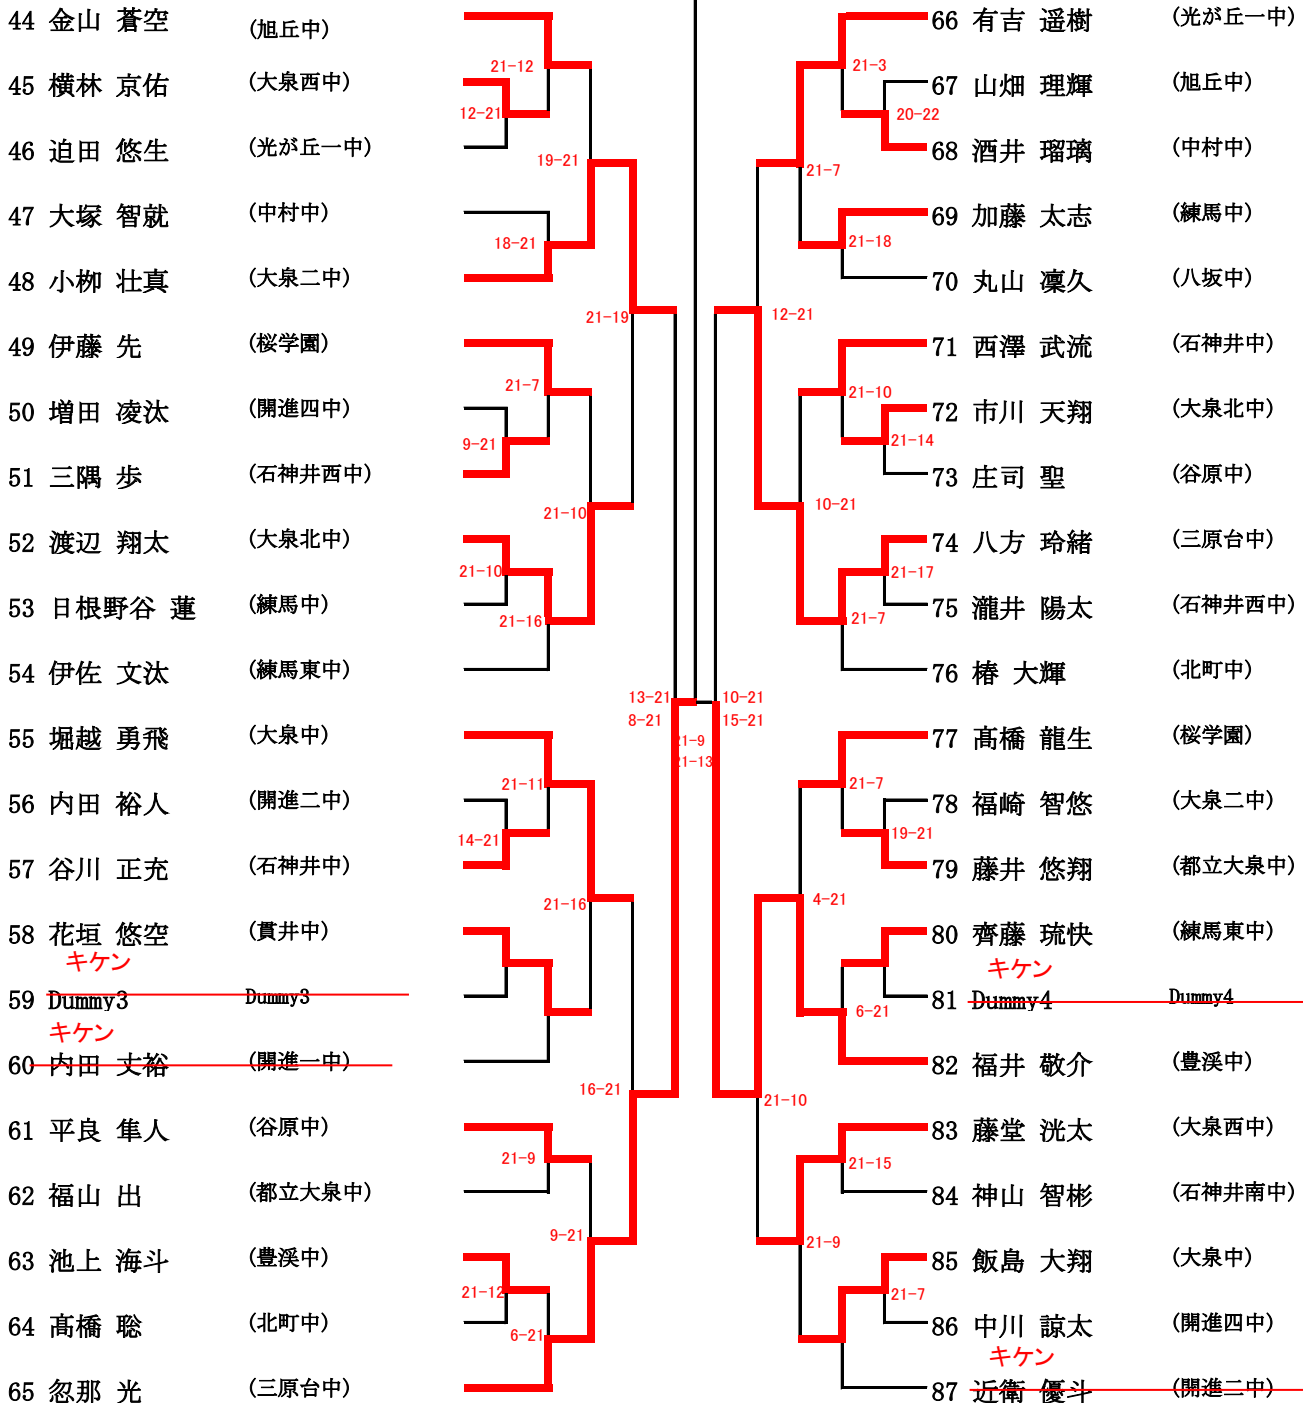 44 金山 蒼空 (旭丘中)
21-12
45 横林 京佑 (大泉西中)
12-21
46 迫田 悠生 (光が丘一中)
19-21
47 大塚 智就 (中村中)
18-21
48 小栁 壮真 (大泉二中)
21-19
49 伊藤 先 (桜学園)
21-7
50 増田 凌汰 (開進四中)
9-21
51 三隅 歩 (石神井西中)
21-10
52 渡辺 翔太 (大泉北中)
21-10
53 日根野谷 蓮 (練馬中)
21-16
54 伊佐 文汰 (練馬東中)
13-21
8-21
55 堀越 勇飛 (大泉中)
21-11
56 内田 裕人 (開進二中)
14-21
57 谷川 正充 (石神井中)
21-16
58 花垣 悠空 (貫井中)
キケン
59 Dummy3 Dummy3
キケン
60 内田 丈裕 (開進一中)
16-21
61 平良 隼人 (谷原中)
21-9
62 福山 出 (都立大泉中)
9-21
63 池上 海斗 (豊溪中)
21-12
64 髙橋 聡 (北町中)
6-21
65 忽那 光 (三原台中)
21-9
21-13
66 有吉 遥樹 (光が丘一中)
21-3
67 山畑 理輝 (旭丘中)
20-22
68 酒井 瑠璃 (中村中)
21-7
69 加藤 太志 (練馬中)
21-18
70 丸山 凜久 (八坂中)
12-21
71 西澤 武流 (石神井中)
21-10
72 市川 天翔 (大泉北中)
21-14
73 庄司 聖 (谷原中)
10-21
74 八方 玲緒 (三原台中)
21-17
75 瀧井 陽太 (石神井西中)
21-7
76 椿 大輝 (北町中)
10-21
15-21
77 髙橋 龍生 (桜学園)
21-7
78 福崎 智悠 (大泉二中)
19-21
79 藤井 悠翔 (都立大泉中)
4-21
80 齊藤 琉快 (練馬東中)
キケン
81 Dummy4 Dummy4
6-21
82 福井 敬介 (豊溪中)
21-10
83 藤堂 洸太 (大泉西中)
21-15
84 神山 智彬 (石神井南中)
21-9
85 飯島 大翔 (大泉中)
21-7
86 中川 諒太 (開進四中)
キケン
87 近衛 優斗 (開進二中)